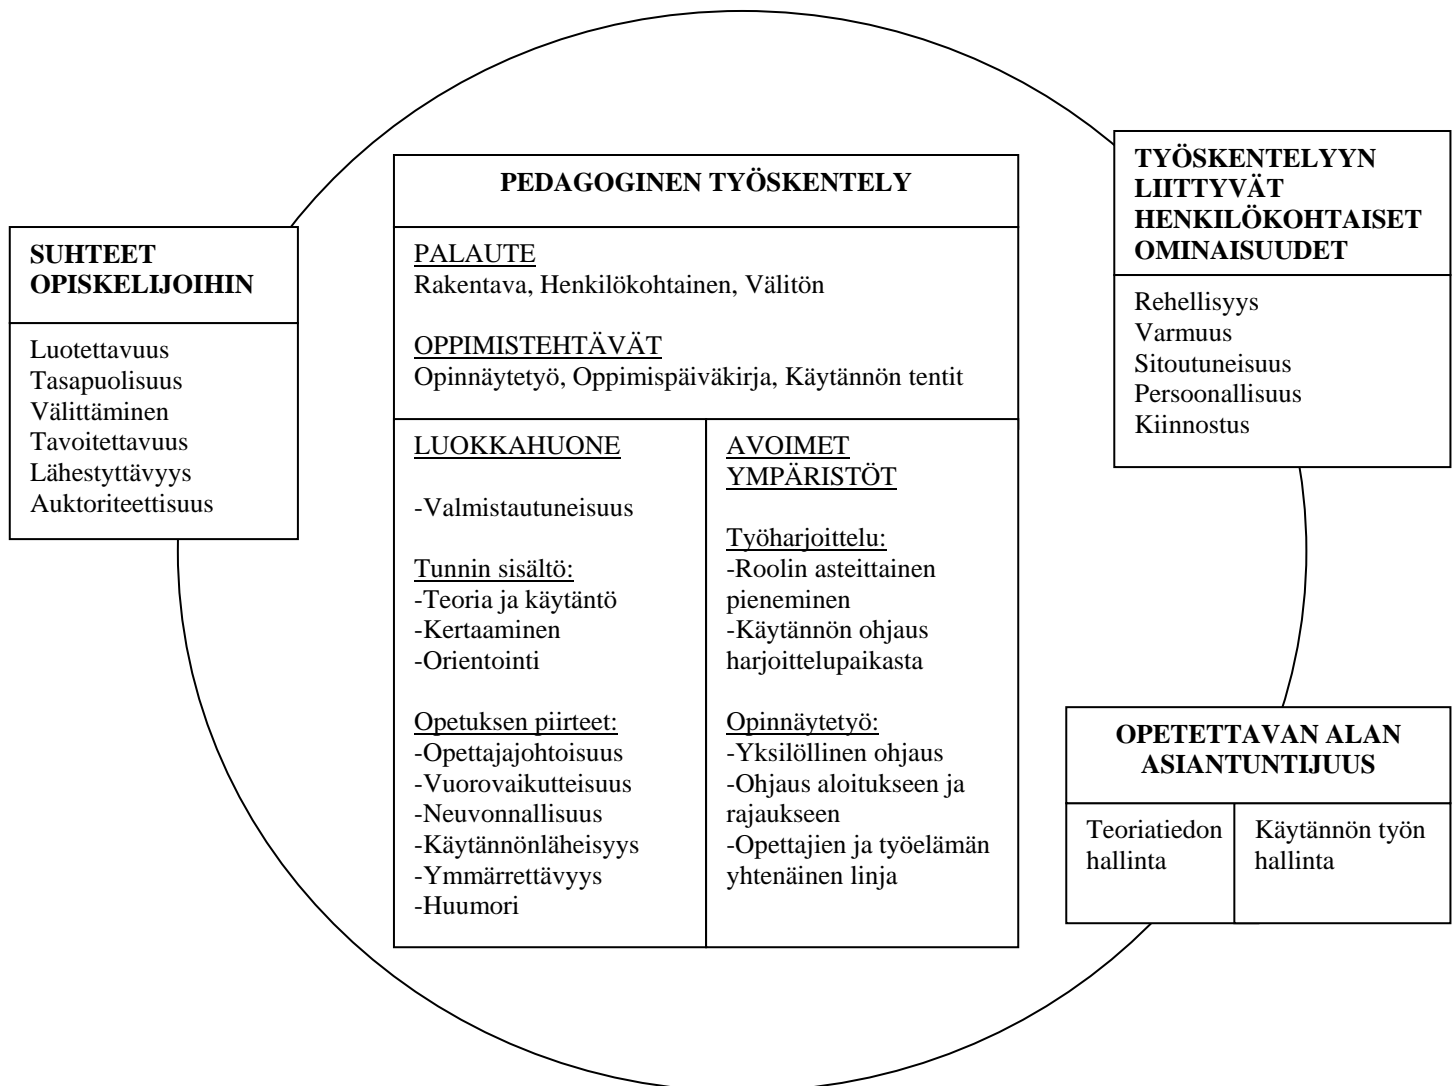 SUHTEET
OPISKELIJOIHIN
Luotettavuus
Tasapuolisuus
Välittäminen
Tavoitettavuus
Lähestyttävyys
Auktoriteettisuus
PEDAGOGINEN TYÖSKENTELY
PALAUTE
Rakentava, Henkilökohtainen, Välitön
OPPIMISTEHTÄVÄT
Opinnäytetyö, Oppimispäiväkirja, Käytännön tentit
LUOKKAHUONE
-Valmistautuneisuus
Tunnin sisältö:
-Teoria ja käytäntö
-Kertaaminen
-Orientointi
Opetuksen piirteet:
-Opettajajohtoisuus
-Vuorovaikutteisuus
-Neuvonnallisuus
-Käytännönläheisyys
-Ymmärrettävyys
-Huumori
AVOIMET
YMPÄRISTÖT
Työharjoittelu:
-Roolin asteittainen
pieneminen
-Käytännön ohjaus
harjoittelupaikasta
Opinnäytetyö:
-Yksilöllinen ohjaus
-Ohjaus aloitukseen ja
rajaukseen
-Opettajien ja työelämän
yhtenäinen linja
TYÖSKENTELYYN
LIITTYVÄT
HENKILÖKOHTAISET
OMINAISUUDET
Rehellisyys
Varmuus
Sitoutuneisuus
Persoonallisuus
Kiinnostus
OPETETTAVAN ALAN
ASIANTUNTIJUUS
Teoriatiedon
hallinta
Käytännön työn
hallinta